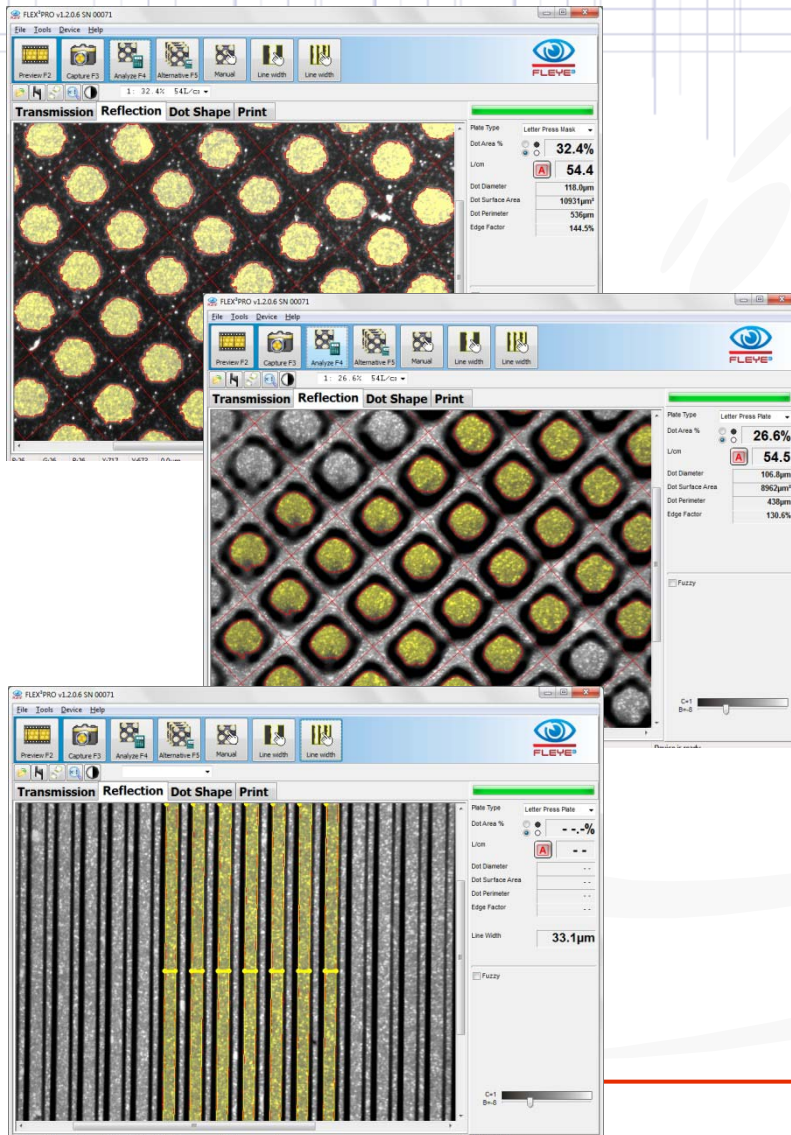 FLEX³PRO v1.2.0.6 SN 00071
File Tools Device Help
Preview F2 Capture F3 Analyze F4 Alternative F5 Manual Line width Line width
FLEYE³
1: 32.4% 54L/cm
Transmission Reflection Dot Shape Print
Plate Type Letter Press Mask
Dot Area % 32.4%
L/cm A 54.4
Dot Diameter 118.0µm
Dot Surface Area 10931µm²
Dot Perimeter 536µm
Edge Factor 144.5%
FLEX³PRO v1.2.0.6 SN 00071
File Tools Device Help
Preview F2 Capture F3 Analyze F4 Alternative F5 Manual Line width Line width
FLEYE³
1: 26.6% 54L/cm
Transmission Reflection Dot Shape Print
Plate Type Letter Press Plate
Dot Area % 26.6%
L/cm A 54.5
Dot Diameter 106.8µm
Dot Surface Area 8962µm²
Dot Perimeter 438µm
Edge Factor 130.6%
Fuzzy
C+1
B=-8
FLEX³PRO v1.2.0.6 SN 00071
File Tools Device Help
Preview F2 Capture F3 Analyze F4 Alternative F5 Manual Line width Line width
FLEYE³
Transmission Reflection Dot Shape Print
Plate Type Letter Press Plate
Dot Area % - -.-%
L/cm A - -
Dot Diameter - -
Dot Surface Area - -
Dot Perimeter - -
Edge Factor - -
Line Width 33.1µm
Fuzzy
C+1
B=-8